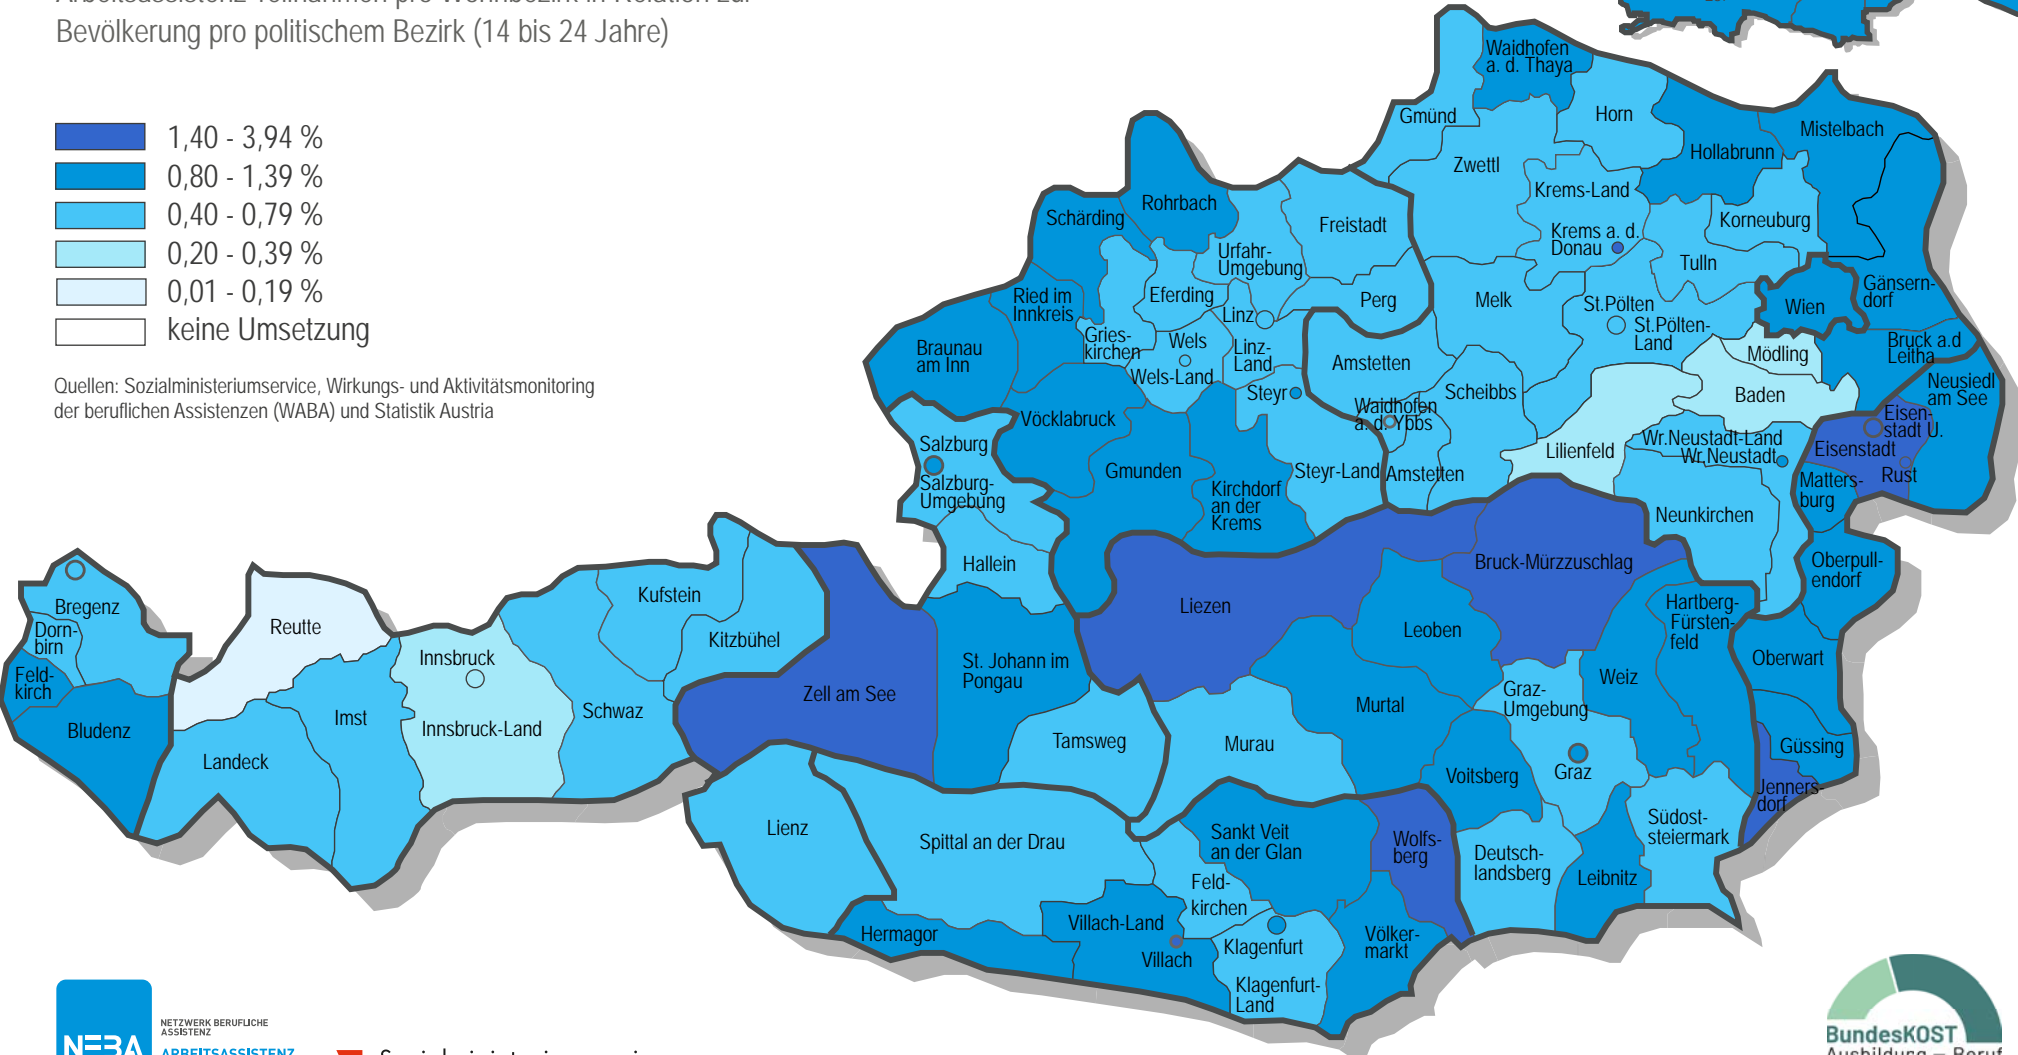 Arbeitsassistenz-Teilnahmen pro Wohnbezirk in Relation zur
Bevölkerung pro politischem Bezirk (14 bis 24 Jahre)
1,40 - 3,94 %
0,80 - 1,39 %
0,40 - 0,79 %
0,20 - 0,39 %
0,01 - 0,19 %
keine Umsetzung
Quellen: Sozialministeriumservice, Wirkungs- und Aktivitätsmonitoring
der beruflichen Assistenzen (WABA) und Statistik Austria
Waidhofen
a. d. Thaya
Gmünd
Horn
Mistelbach
Hollabrunn
Zwettl
Krems-Land
Korneuburg
Krems a. d.
Donau
Tulln
Rohrbach
Schärding
Freistadt
Urfahr-
Umgebung
Gänsern-
dorf
Wien
Ried im
Innkreis
Eferding
Perg
Melk
St.Pölten
St.Pölten-
Land
Linz
Gries-
kirchen
Wels
Linz-
Land
Bruck a.d
Leitha
Mödling
Braunau
am Inn
Amstetten
Wels-Land
Steyr
Scheibbs
Baden
Neusiedl
am See
Waidhofen
a. d. Ybbs
Vöcklabruck
Eisen-
stadt U.
Eisenstadt
Rust
Salzburg
Wr.Neustadt-Land
Wr.Neustadt
Lilienfeld
Gmunden
Steyr-Land
Amstetten
Salzburg-
Umgebung
Kirchdorf
an der
Krems
Matters-
burg
Neunkirchen
Hallein
Bruck-Mürzzuschlag
Oberpull-
endorf
Liezen
Hartberg-
Fürsten-
feld
Leoben
Bregenz
Dorn-
birn
Feld-
kirch
Bludenz
Reutte
Kufstein
Kitzbühel
Innsbruck
Innsbruck-Land
Imst
Landeck
Schwaz
Zell am See
St. Johann im
Pongau
Oberwart
Weiz
Graz-
Umgebung
Murtal
Tamsweg
Murau
Güssing
Voitsberg
Graz
Jenners-
dorf
Lienz
Spittal an der Drau
Sankt Veit
an der Glan
Wolfs-
berg
Deutsch-
landsberg
Südost-
steiermark
Leibnitz
Feld-
kirchen
Hermagor
Villach-Land
Villach
Klagenfurt
Völker-
markt
Klagenfurt-
Land
NEBA
NETZWERK BERUFLICHE
ASSISTENZ
ARBEITSASSISTENZ
BundesKOST